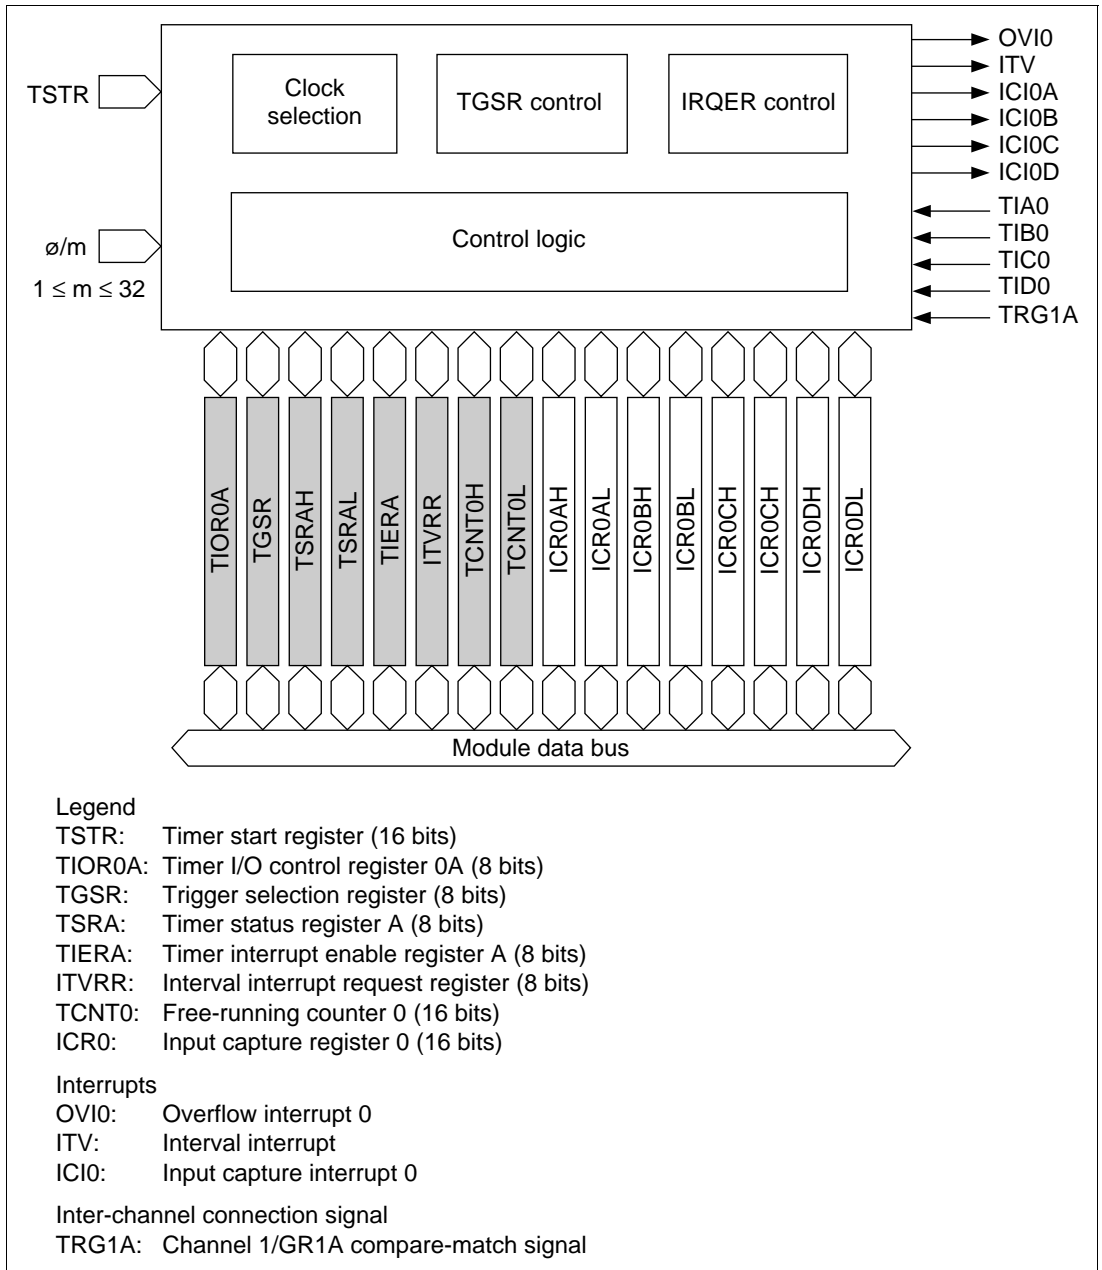 TSTR
ø/m
1 ≤ m ≤ 32
Clock
selection
TGSR control
IRQER control
Control logic
OVI0
ITV
ICI0A
ICI0B
ICI0C
ICI0D
TIA0
TIB0
TIC0
TID0
TRG1A
TIOR0A
TGSR
TSRAH
TSRAL
TIERA
ITVRR
TCNT0H
TCNT0L
ICR0AH
ICR0AL
ICR0BH
ICR0BL
ICR0CH
ICR0CH
ICR0DH
ICR0DL
Module data bus
Legend
TSTR: Timer start register (16 bits)
TIOR0A: Timer I/O control register 0A (8 bits)
TGSR: Trigger selection register (8 bits)
TSRA: Timer status register A (8 bits)
TIERA: Timer interrupt enable register A (8 bits)
ITVRR: Interval interrupt request register (8 bits)
TCNT0: Free-running counter 0 (16 bits)
ICR0: Input capture register 0 (16 bits)
Interrupts
OVI0: Overflow interrupt 0
ITV: Interval interrupt
ICI0: Input capture interrupt 0
Inter-channel connection signal
TRG1A: Channel 1/GR1A compare-match signal